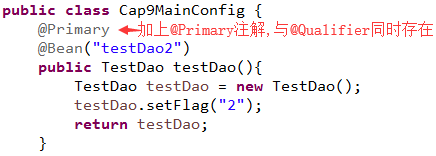 public class Cap9MainConfig {
@Primary ←加上@Primary注解,与@Qualifier同时存在
@Bean("testDao2")
public TestDao testDao(){
TestDao testDao = new TestDao();
testDao.setFlag("2");
return testDao;
}